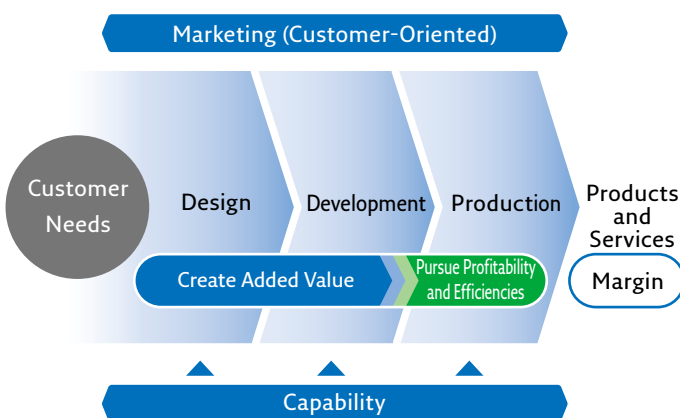 Marketing (Customer-Oriented)
Customer
Needs
Design
Development
Production
Products
and
Services
Create Added Value
Pursue Profitability
and Efficiencies
Margin
Capability